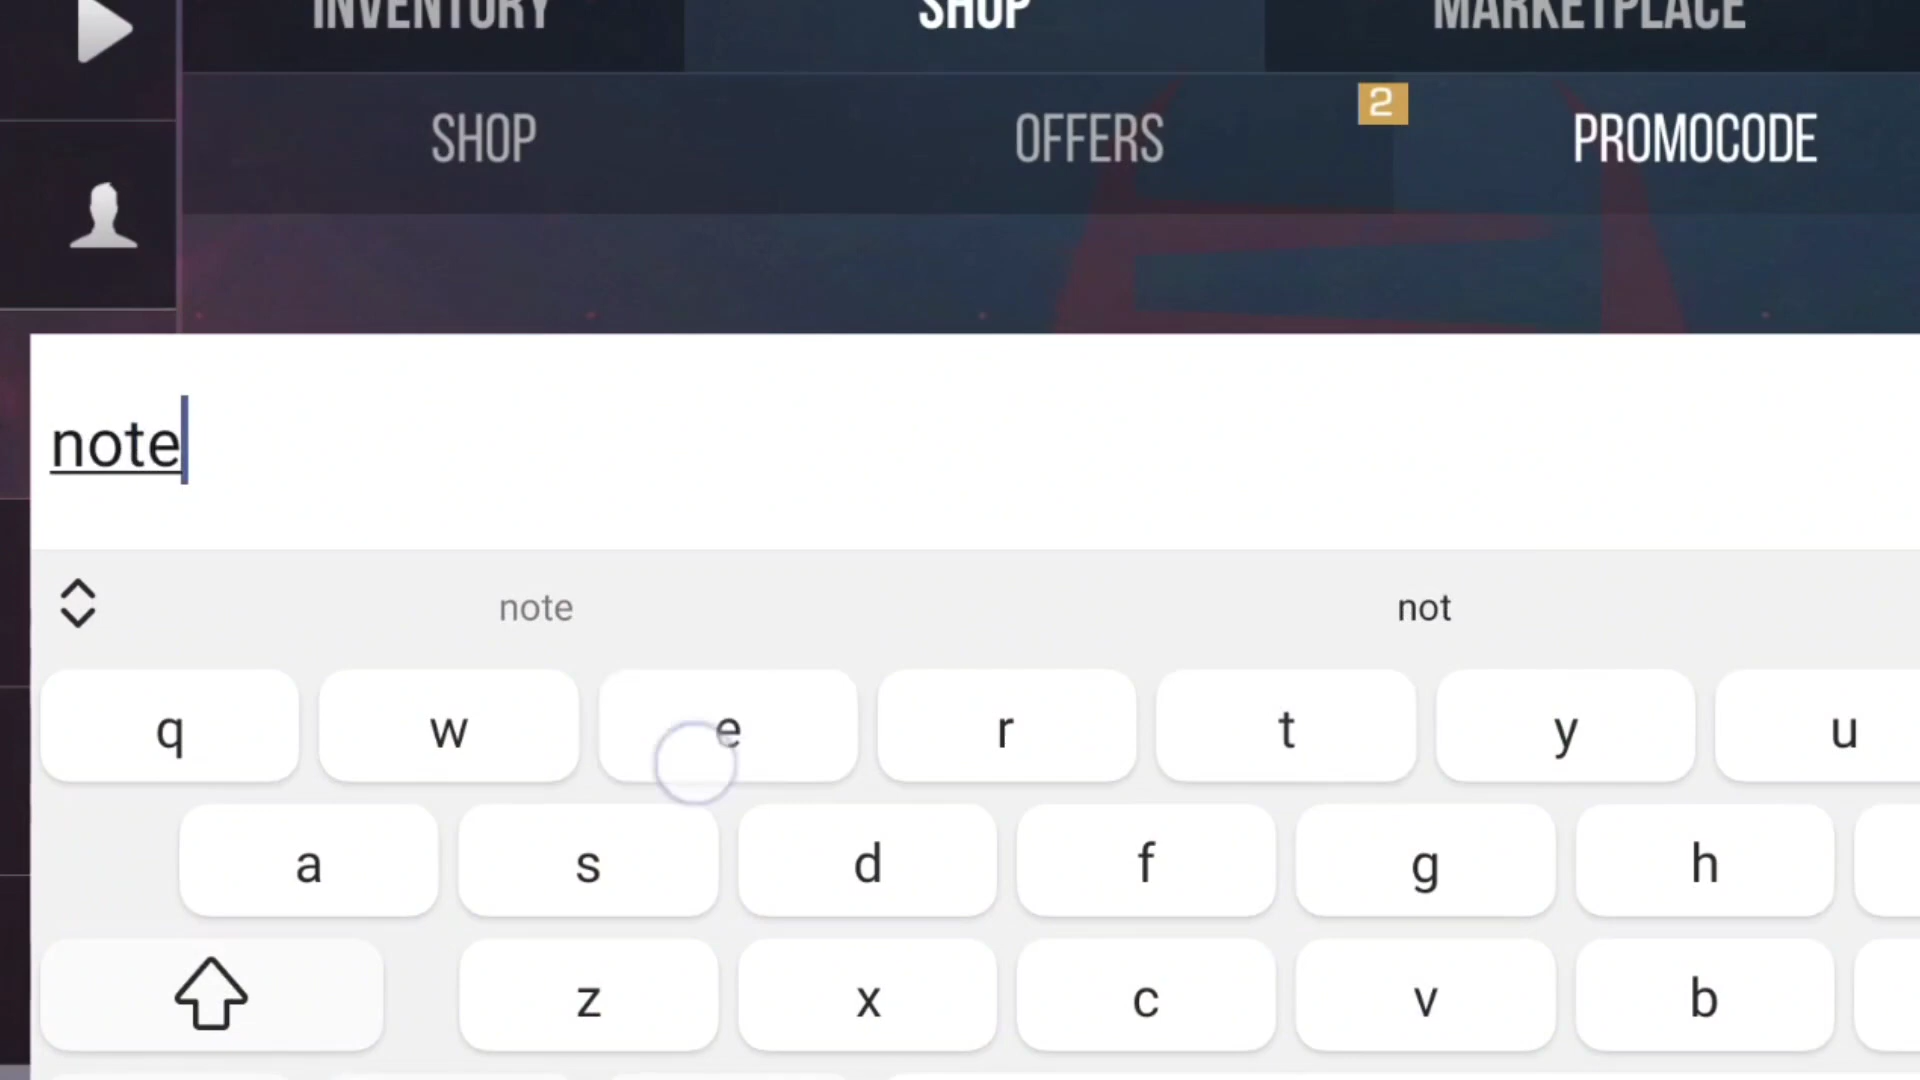 INVENTORY SHOP MARKETPLACE
2
SHOP OFFERS PROMOCODE
note
note not
q w e r t y u
a s d f g h
z x c v b